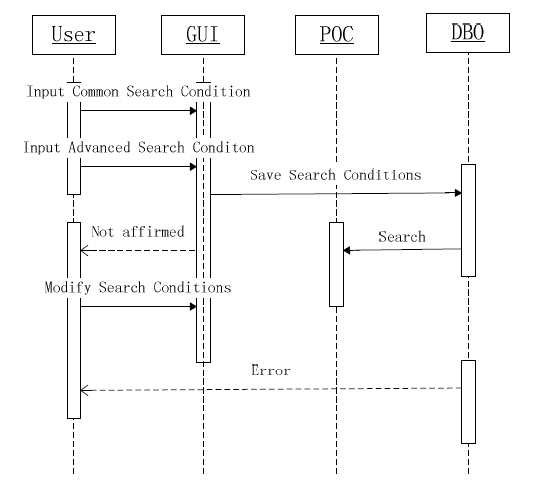 User
GUI
POC
DBO
Input Common Search Condition
Input Advanced Search Conditon
Save Search Conditions
Not affirmed
Search
Modify Search Conditions
Error